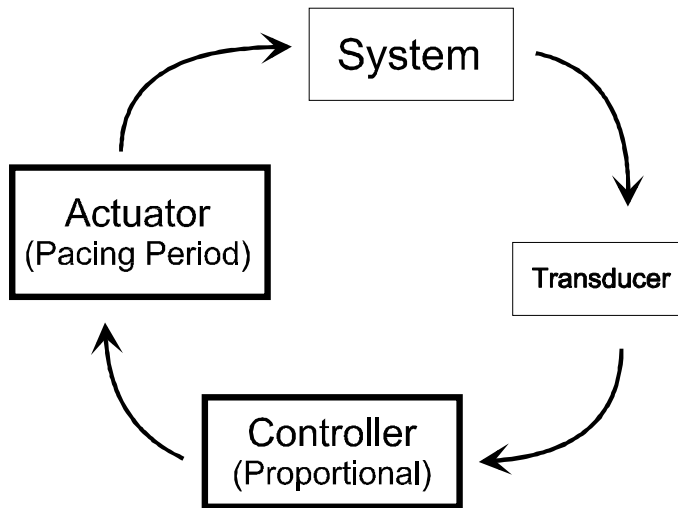 System
Actuator
(Pacing Period)
Transducer
Controller
(Proportional)